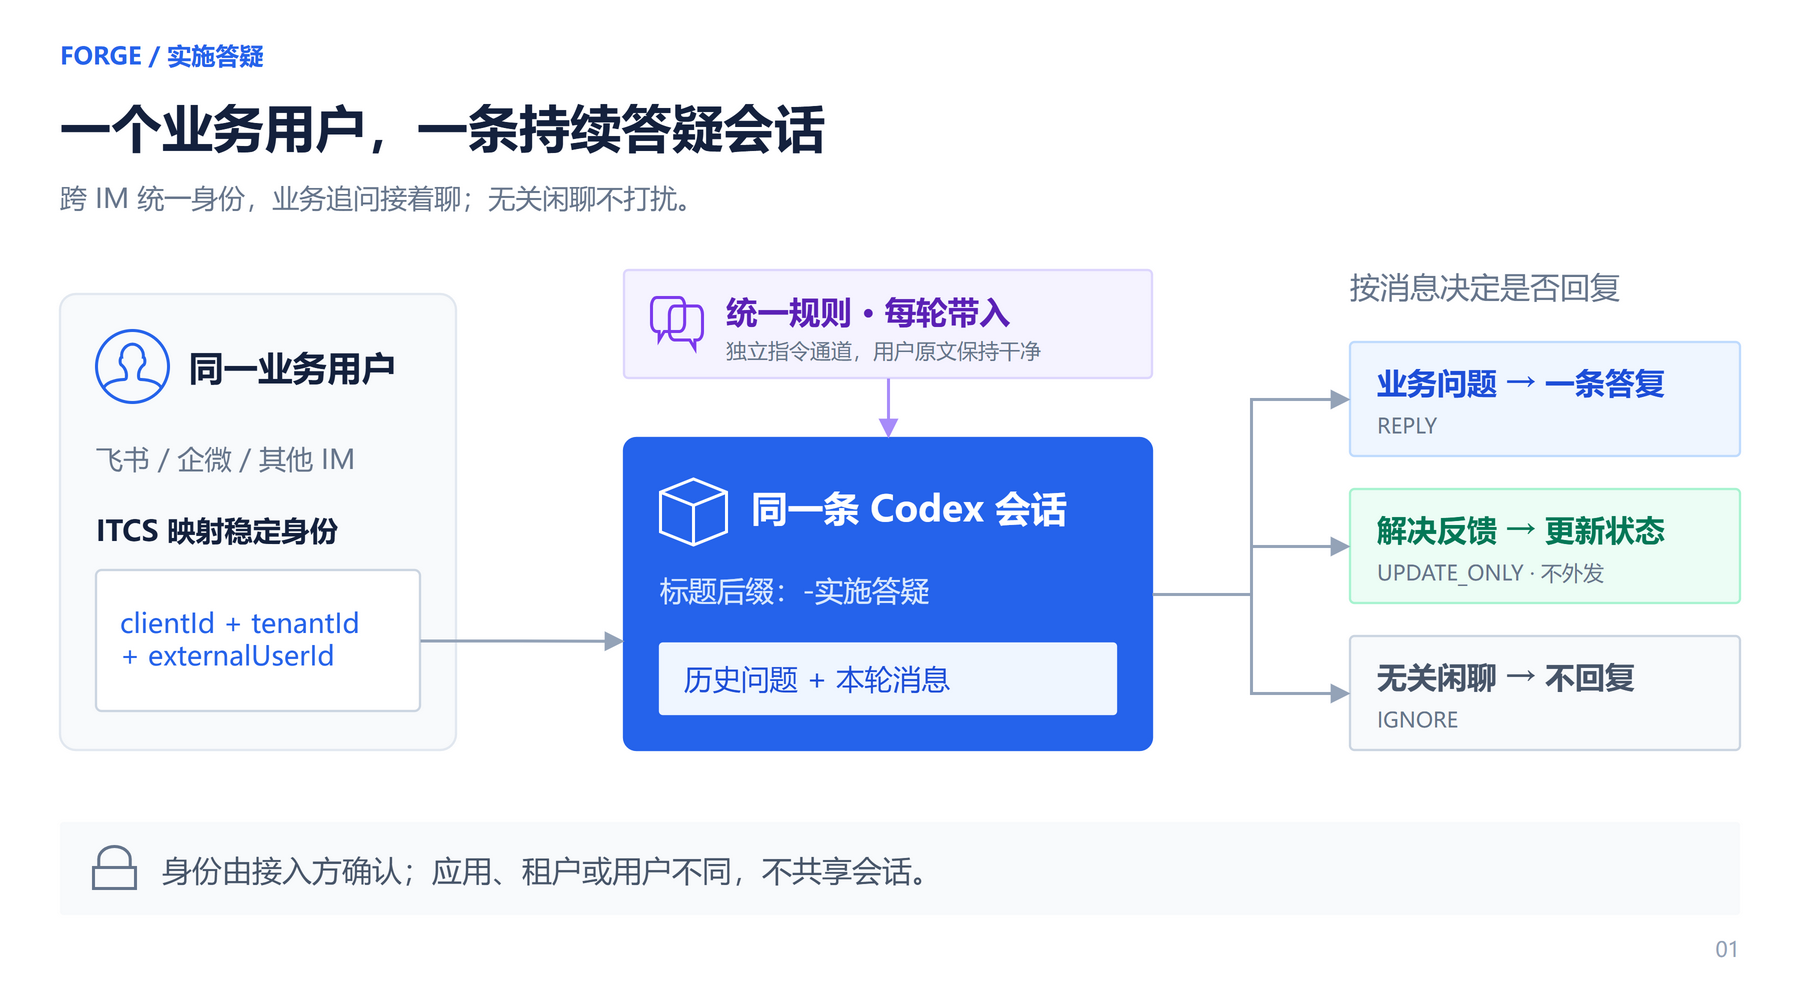 FORGE / 实施答疑
一个业务用户，一条持续答疑会话
跨 IM 统一身份，业务追问接着聊；无关闲聊不打扰。
同一业务用户
飞书 / 企微 / 其他 IM
ITCS 映射稳定身份
clientId + tenantId
+ externalUserId
统一规则 • 每轮带入
独立指令通道，用户原文保持干净
同一条 Codex 会话
标题后缀：-实施答疑
历史问题 + 本轮消息
按消息决定是否回复
业务问题 → 一条答复
REPLY
解决反馈 → 更新状态
UPDATE_ONLY · 不外发
无关闲聊 → 不回复
IGNORE
身份由接入方确认；应用、租户或用户不同，不共享会话。
01